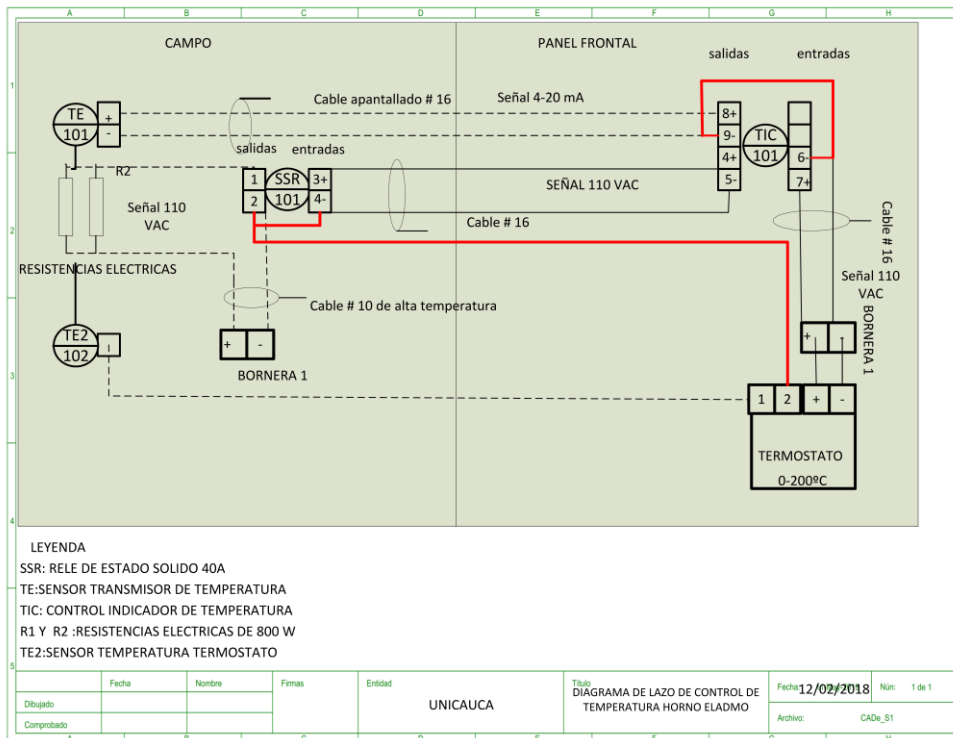 A B C D E F G H
CAMPO
PANEL FRONTAL
salidas entradas
1
Cable apantallado # 16
Señal 4-20 mA
TE
101
+
-
8+
9-
4+
5-
TIC
101
6-
7+
salidas entradas
R2
1
2
SSR
101
3+
4-
SEÑAL 110 VAC
Señal 110
VAC
Cable # 16
2
Cable # 16
RESISTENCIAS ELECTRICAS
Señal 110
VAC
Cable # 10 de alta temperatura
TE2
102
+ -
BORNERA 1
+ -
BORNERA 1
3
1 2 + -
TERMOSTATO
0-200ºC
4
LEYENDA
SSR: RELE DE ESTADO SOLIDO 40A
TE:SENSOR TRANSMISOR DE TEMPERATURA
TIC: CONTROL INDICADOR DE TEMPERATURA
R1 Y R2 :RESISTENCIAS ELECTRICAS DE 800 W
TE2:SENSOR TEMPERATURA TERMOSTATO
5
Fecha Nombre Firmas Entidad Título
Dibujado
Comprobado
UNICAUCA
DIAGRAMA DE LAZO DE CONTROL DE
TEMPERATURA HORNO ELADMO
Fecha: 12/02/2018 Núm: 1 de 1
Archivo: CADe_S1
A B C D E F G H